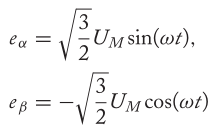 e_α = √(3/2) U_M sin(ωt),
e_β = −√(3/2) U_M cos(ωt)